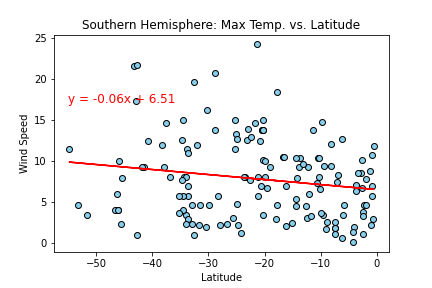 Southern Hemisphere: Max Temp. vs. Latitude
25
20
15
10
5
0
Wind Speed
y = -0.06x + 6.51
−50 −40 −30 −20 −10 0
Latitude